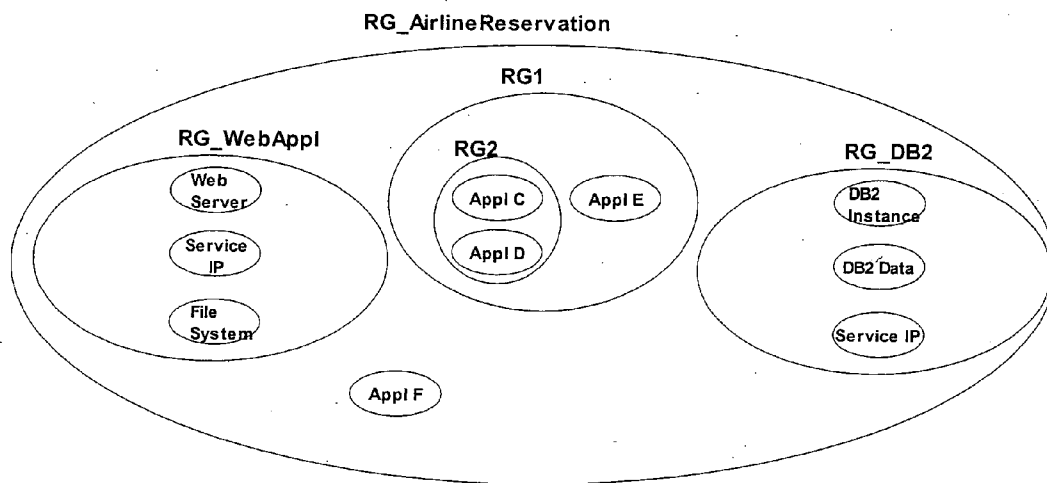 RG_AirlineReservation
RG1
RG_WebAppl
RG2
RG_DB2
Web
Server
Appl C
Appl E
DB2
Instance
Service
IP
Appl D
DB2 Data
File
System
Service IP
Appl F